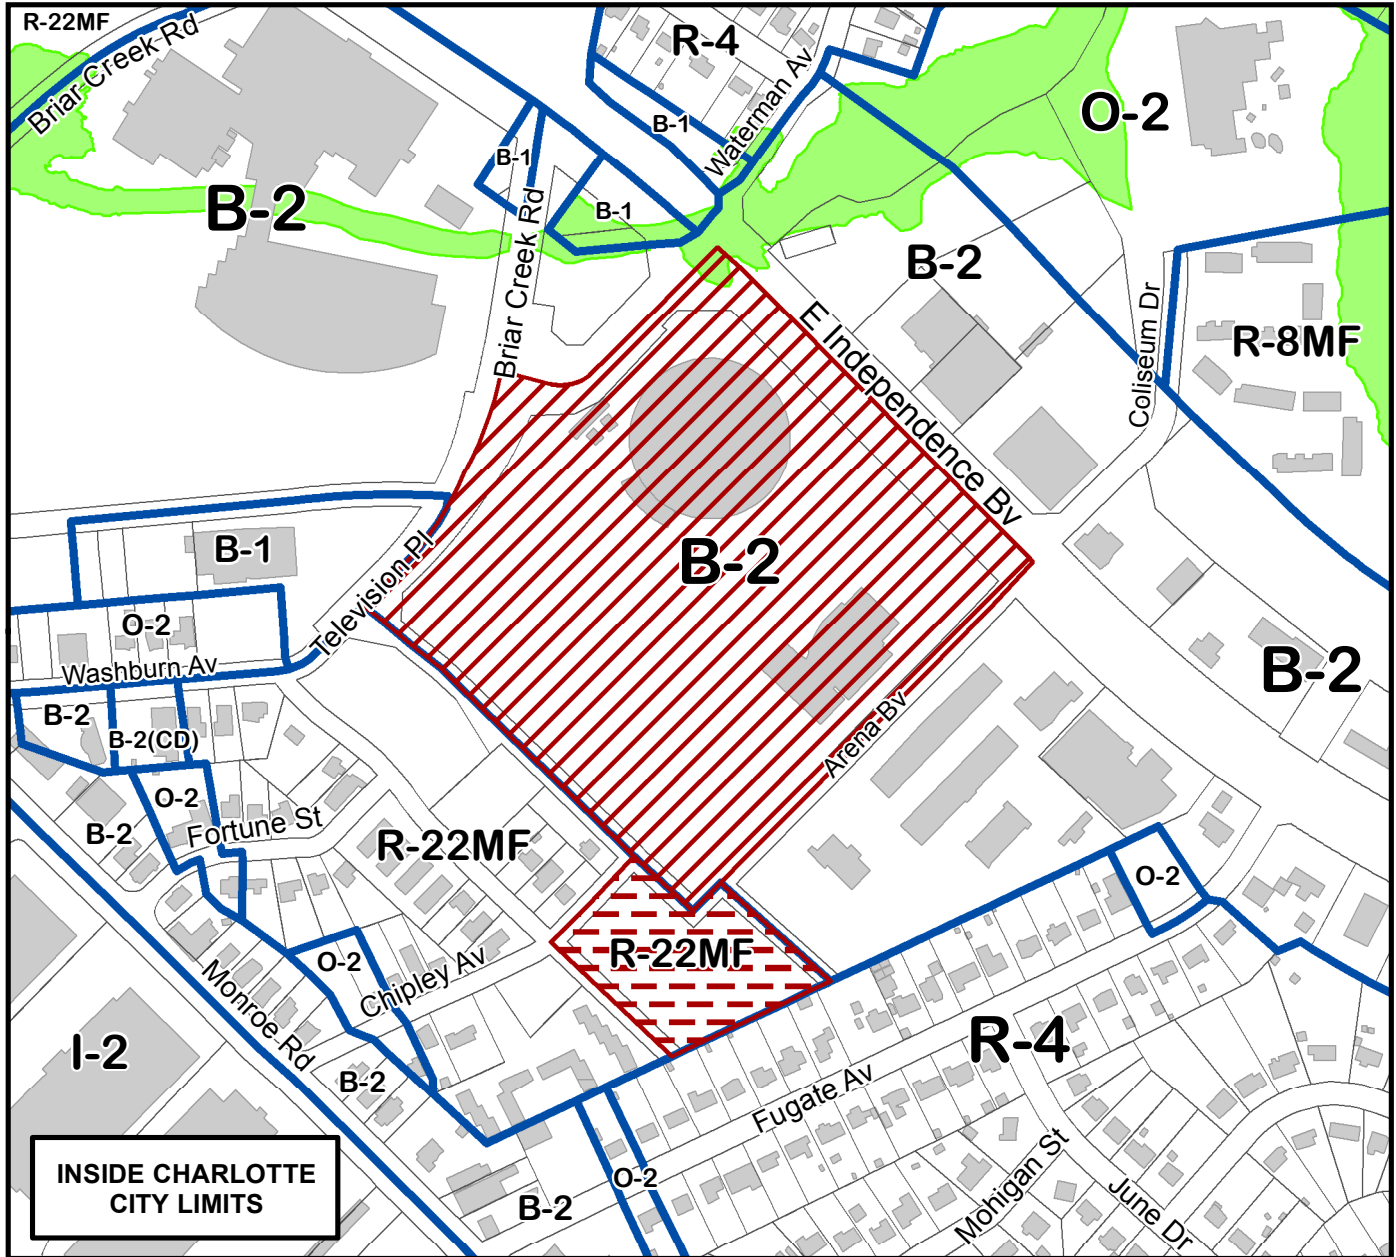 R-22MF
Briar Creek Rd
R-4
Waterman Av
O-2
B-1
B-1
B-1
B-2
Briar Creek Rd
B-2
E Independence Bv
Coliseum Dr
R-8MF
B-2
B-1
Television Pl
O-2
Washburn Av
B-2
B-2
B-2(CD)
Arena Bv
O-2
B-2
Fortune St
R-22MF
O-2
R-22MF
O-2
Chipley Av
Monroe Rd
I-2
R-4
B-2
Fugate Av
INSIDE CHARLOTTE
CITY LIMITS
O-2
B-2
Mohigan St
June Dr